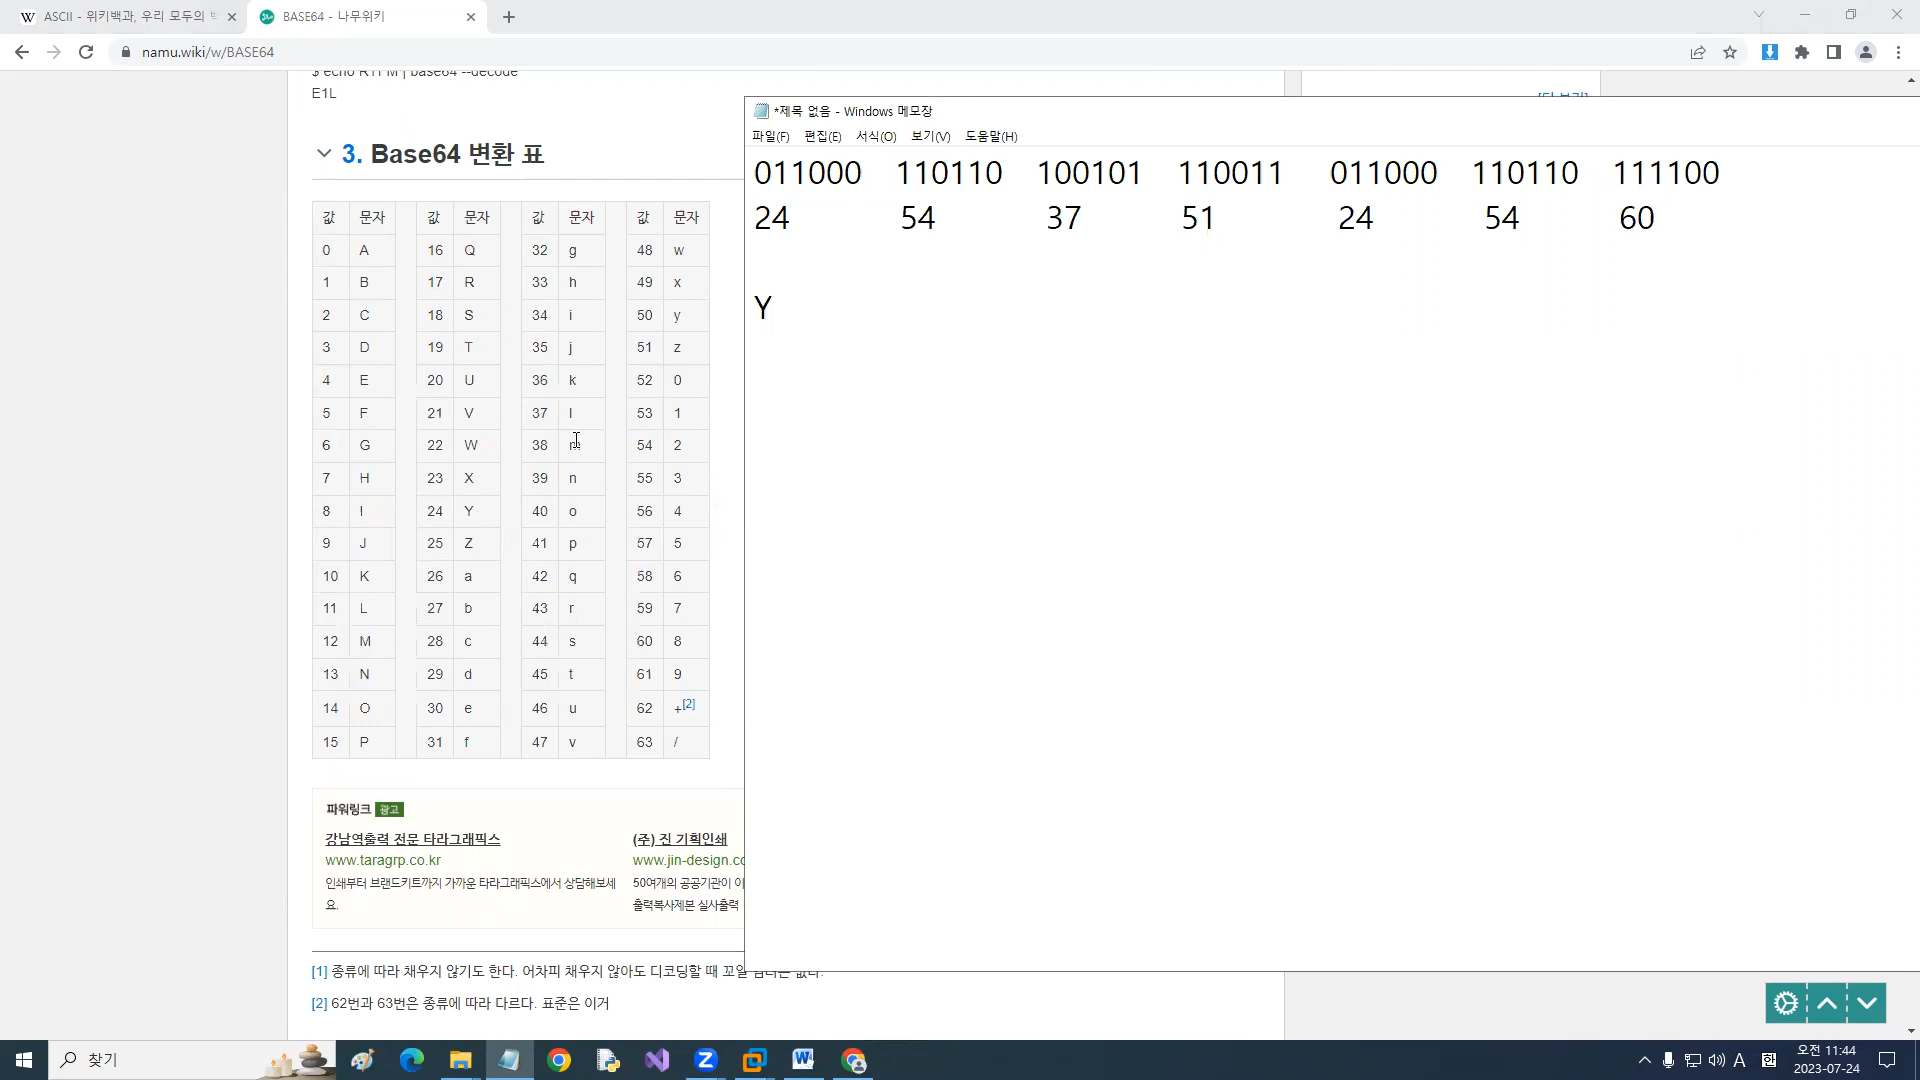 ASCII - 위키백과, 우리 모두의
BASE64 - 나무위키
namu.wiki/w/BASE64
$ echo RTFM | base64 --decode
E1L
3. Base64 변환 표
값 문자 값 문자 값 문자 값 문자
0 A 16 Q 32 g 48 w
1 B 17 R 33 h 49 x
2 C 18 S 34 i 50 y
3 D 19 T 35 j 51 z
4 E 20 U 36 k 52 0
5 F 21 V 37 l 53 1
6 G 22 W 38 m 54 2
7 H 23 X 39 n 55 3
8 I 24 Y 40 o 56 4
9 J 25 Z 41 p 57 5
10 K 26 a 42 q 58 6
11 L 27 b 43 r 59 7
12 M 28 c 44 s 60 8
13 N 29 d 45 t 61 9
14 O 30 e 46 u 62 +[2]
15 P 31 f 47 v 63 /
파워링크 광고
강남역출력 전문 타라그래픽스
www.taragrp.co.kr
인쇄부터 브랜드키트까지 가까운 타라그래픽스에서 상담해보세
요.
(주) 진 기획인쇄
www.jin-design.co
50여개의 공공기관이 이
출력복사제본 실사출력
[1] 종류에 따라 채우지 않기도 한다. 어차피 채우지 않아도 디코딩할 때
[2] 62번과 63번은 종류에 따라 다르다. 표준은 이거
*제목 없음 - Windows 메모장
파일(F) 편집(E) 서식(O) 보기(V) 도움말(H)
011000 110110 100101 110011 011000 110110 111100
24 54 37 51 24 54 60
Y
찾기
A 한
오전 11:44
2023-07-24